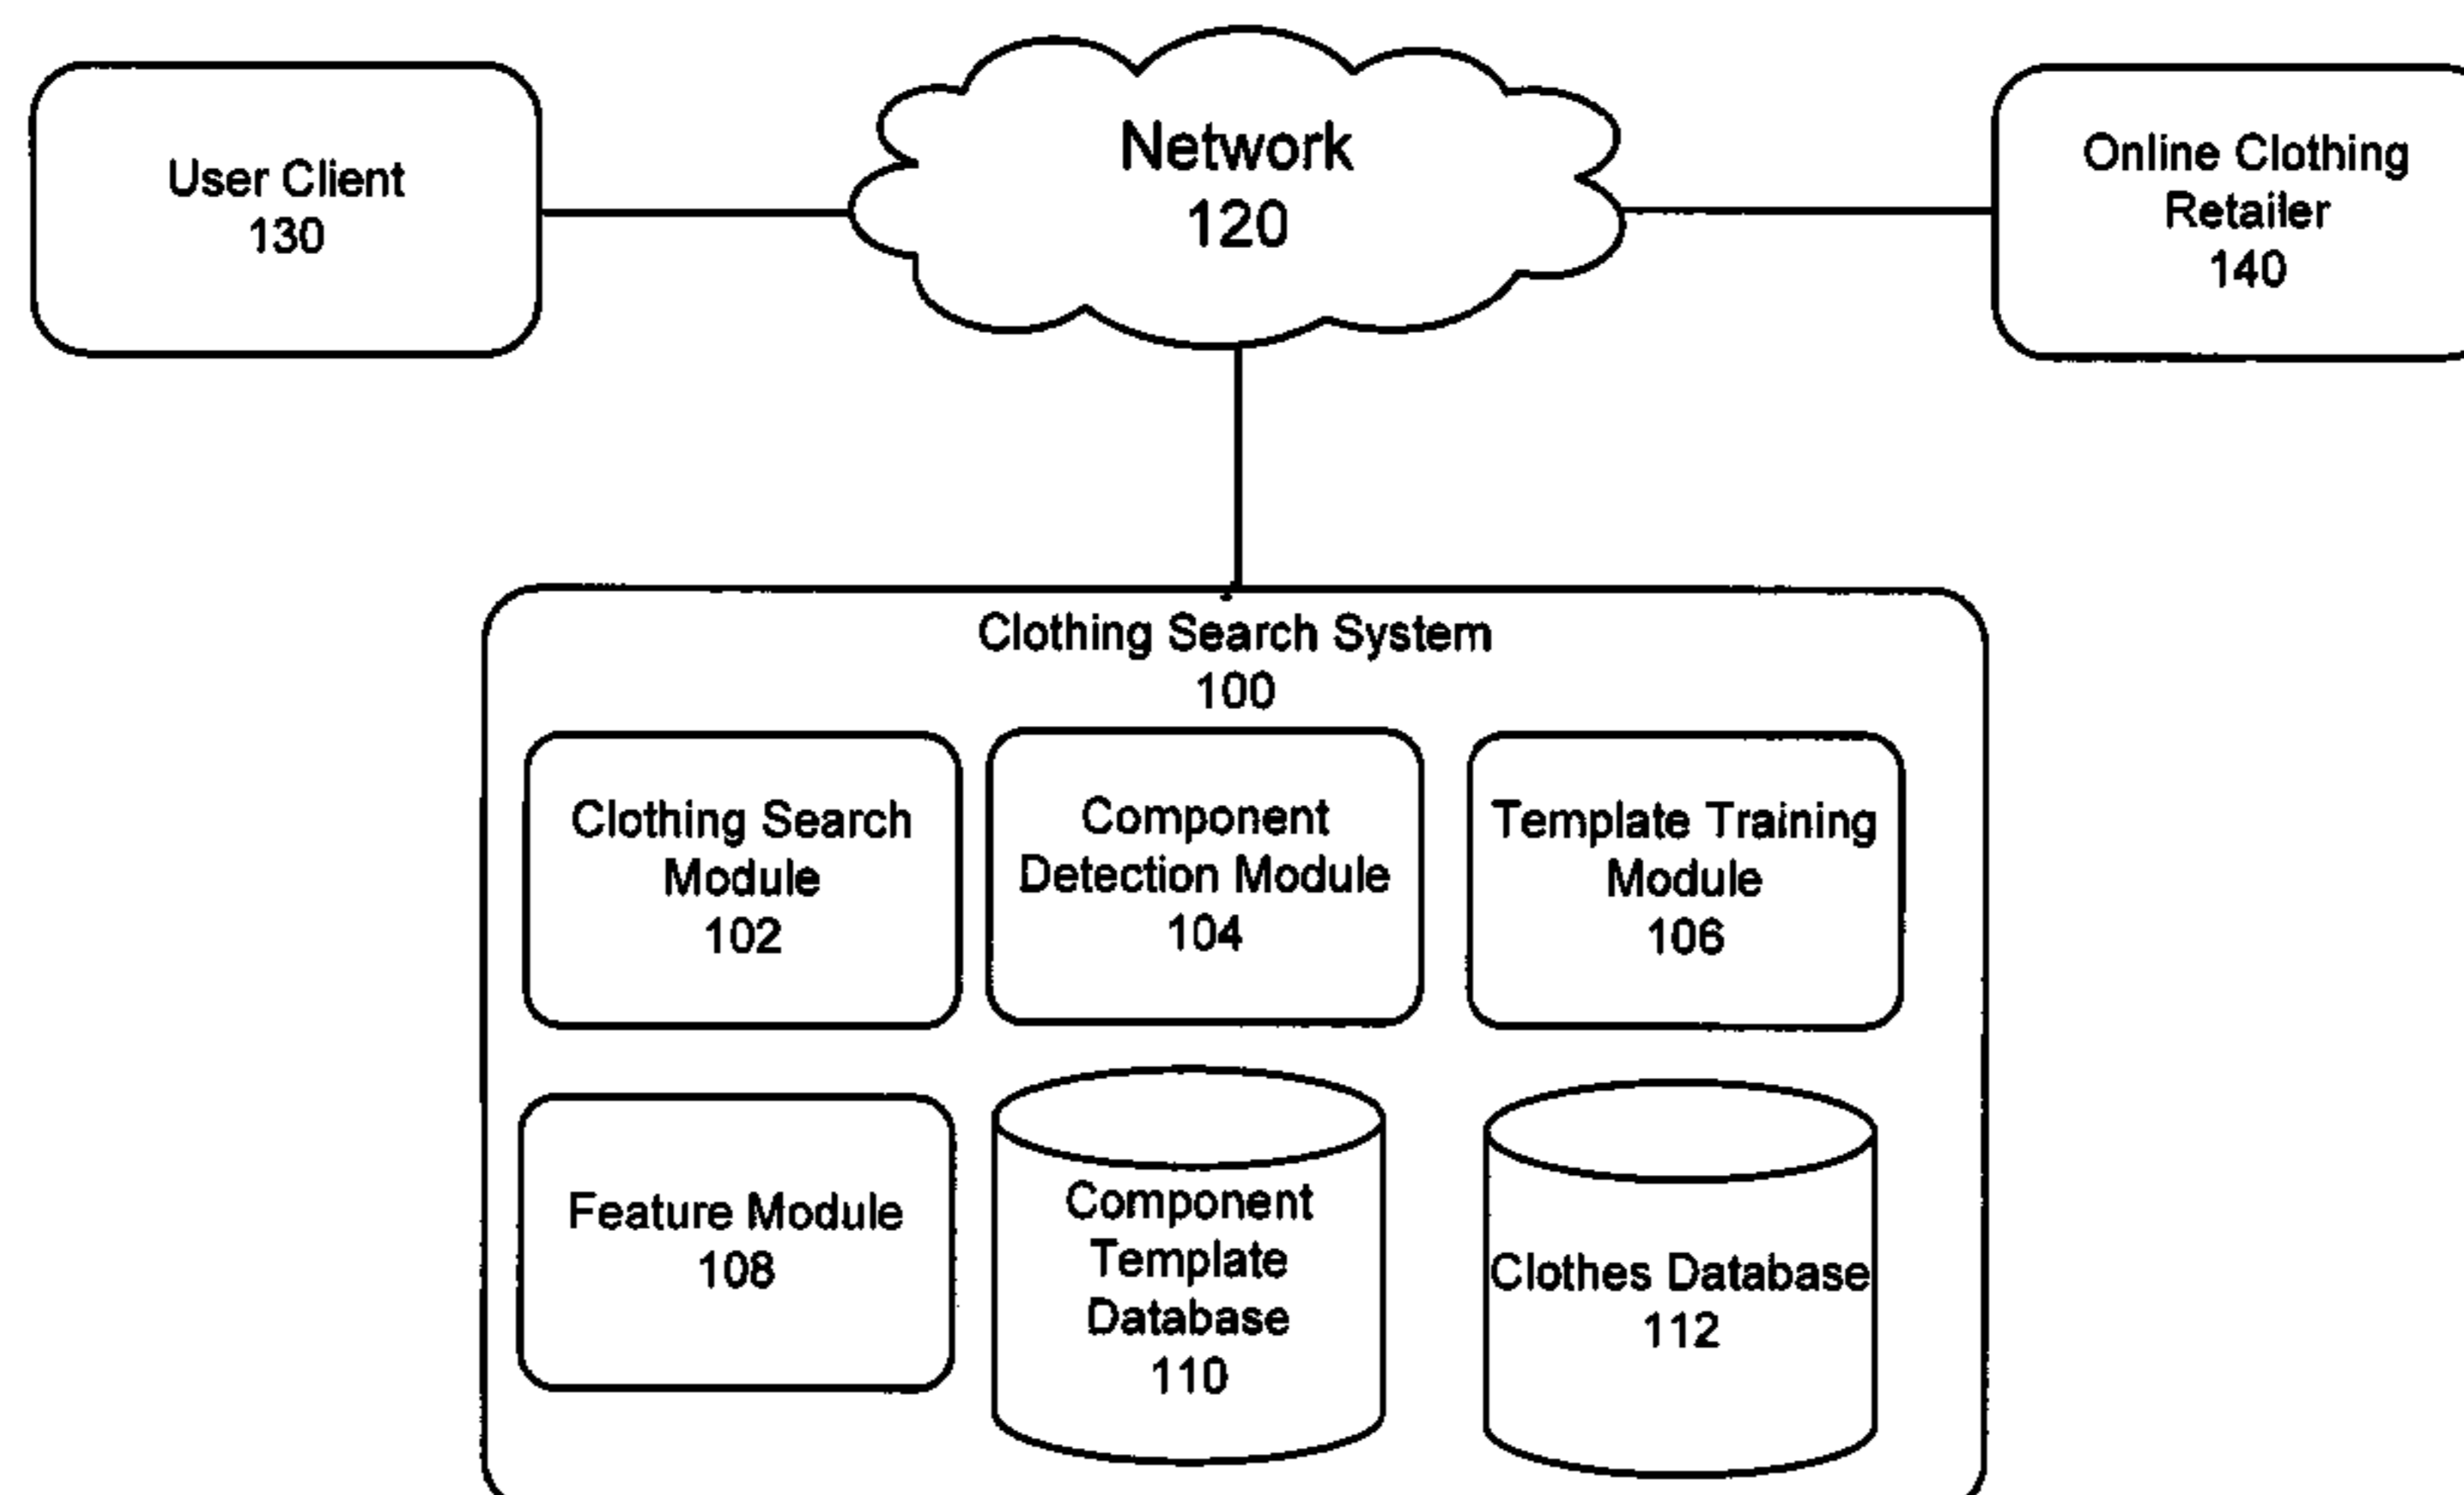 User Client
130
Network
120
Online Clothing
Retailer
140
Clothing Search System
100
Clothing Search
Module
102
Component
Detection Module
104
Template Training
Module
106
Feature Module
108
Component
Template
Database
110
Clothes Database
112